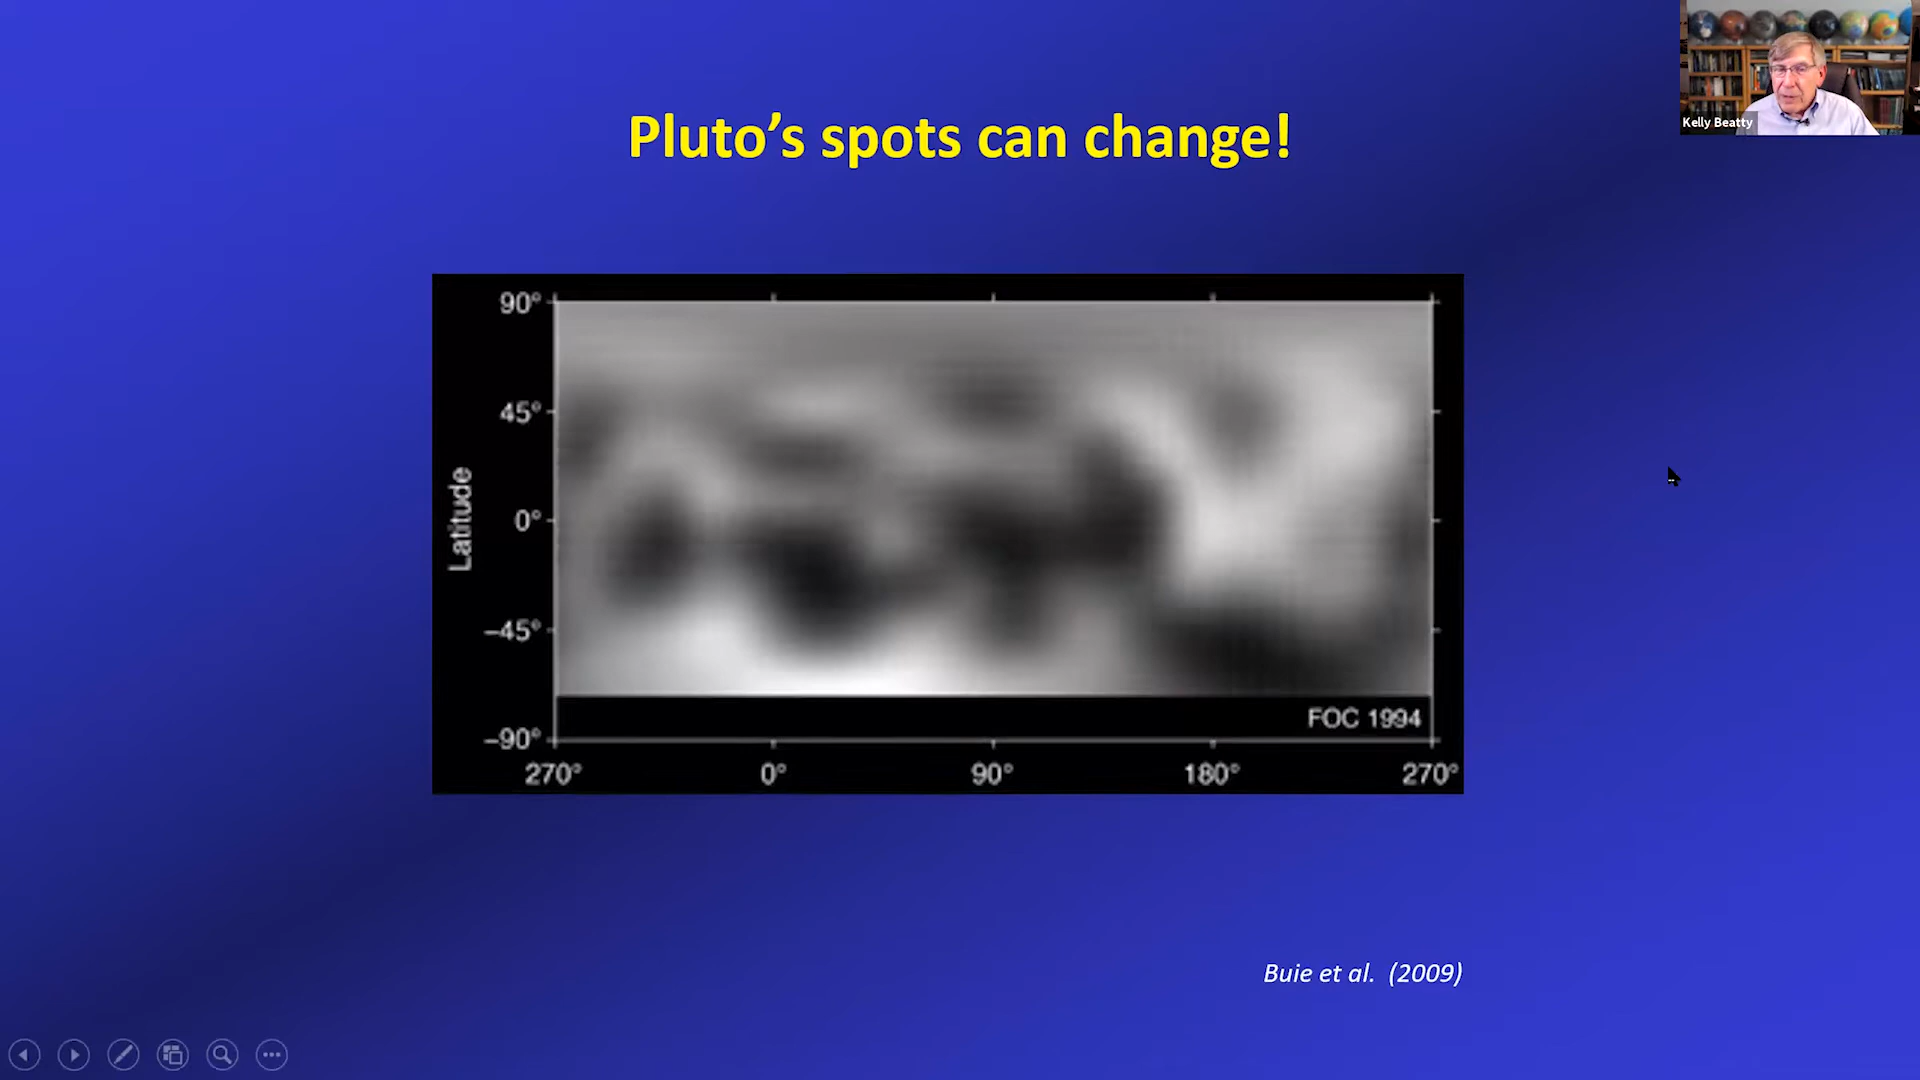 Kelly Beatty
Pluto’s spots can change!
90°
45°
0°
–45°
–90°
Latitude
FOC 1994
270°
0°
90°
180°
270°
Buie et al. (2009)